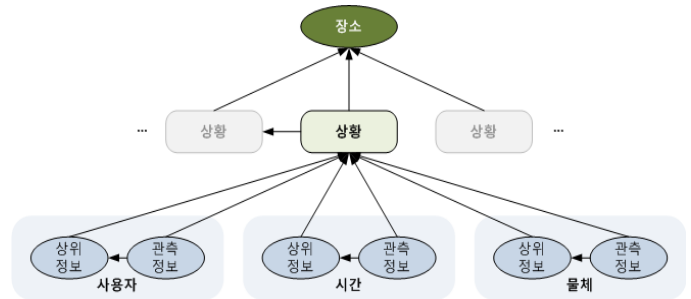 장소
... 상황 상황 상황 ...
상위 정보 관측 정보 상위 정보 관측 정보 상위 정보 관측 정보
사용자 시간 물체